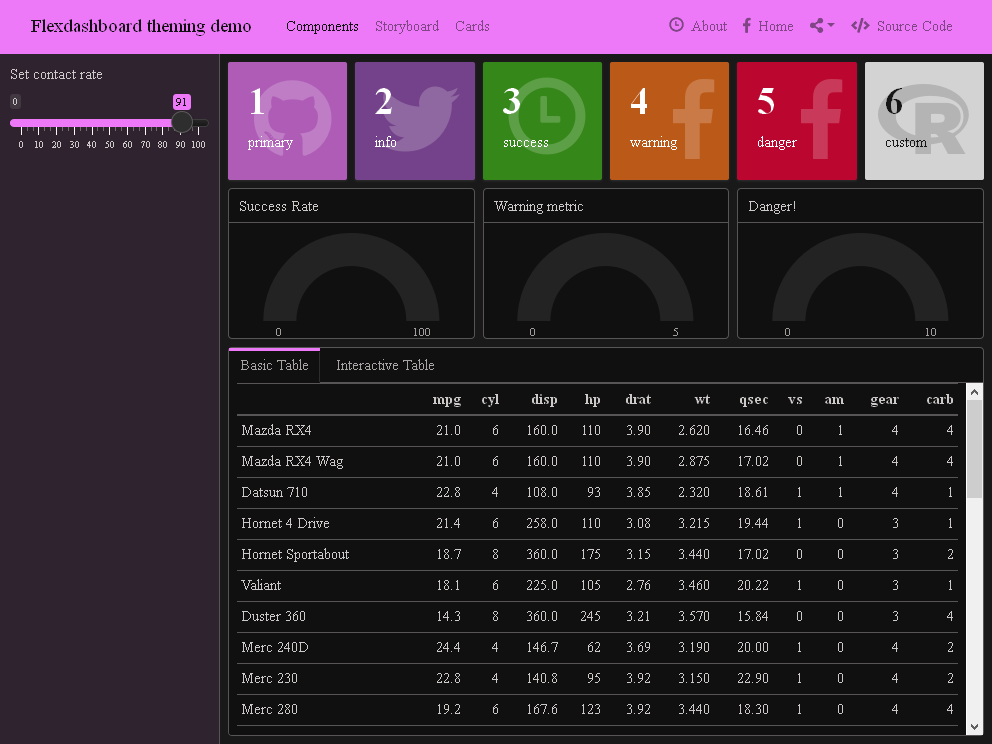 Flexdashboard theming demo Components Storyboard Cards About Home Source Code
Set contact rate
0 91
0 10 20 30 40 50 60 70 80 90 100
1 2 3 4 5 6
primary info success warning danger custom
Success Rate Warning metric Danger!
0 100 0 5 0 10
Basic Table Interactive Table
mpg cyl disp hp drat wt qsec vs am gear carb
Mazda RX4 21.0 6 160.0 110 3.90 2.620 16.46 0 1 4 4
Mazda RX4 Wag 21.0 6 160.0 110 3.90 2.875 17.02 0 1 4 4
Datsun 710 22.8 4 108.0 93 3.85 2.320 18.61 1 1 4 1
Hornet 4 Drive 21.4 6 258.0 110 3.08 3.215 19.44 1 0 3 1
Hornet Sportabout 18.7 8 360.0 175 3.15 3.440 17.02 0 0 3 2
Valiant 18.1 6 225.0 105 2.76 3.460 20.22 1 0 3 1
Duster 360 14.3 8 360.0 245 3.21 3.570 15.84 0 0 3 4
Merc 240D 24.4 4 146.7 62 3.69 3.190 20.00 1 0 4 2
Merc 230 22.8 4 140.8 95 3.92 3.150 22.90 1 0 4 2
Merc 280 19.2 6 167.6 123 3.92 3.440 18.30 1 0 4 4